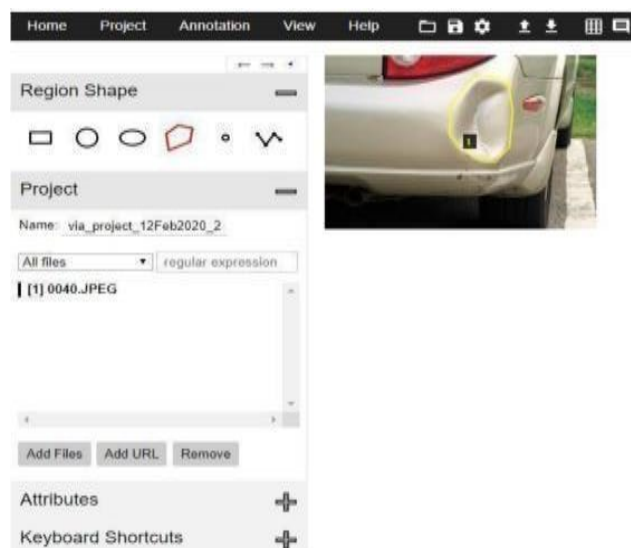 Home Project Annotation View Help
Region Shape
Project
Name: via_project_12Feb2020_2
All files regular expression
[1] 0040.JPEG
Add Files Add URL Remove
Attributes
Keyboard Shortcuts
1